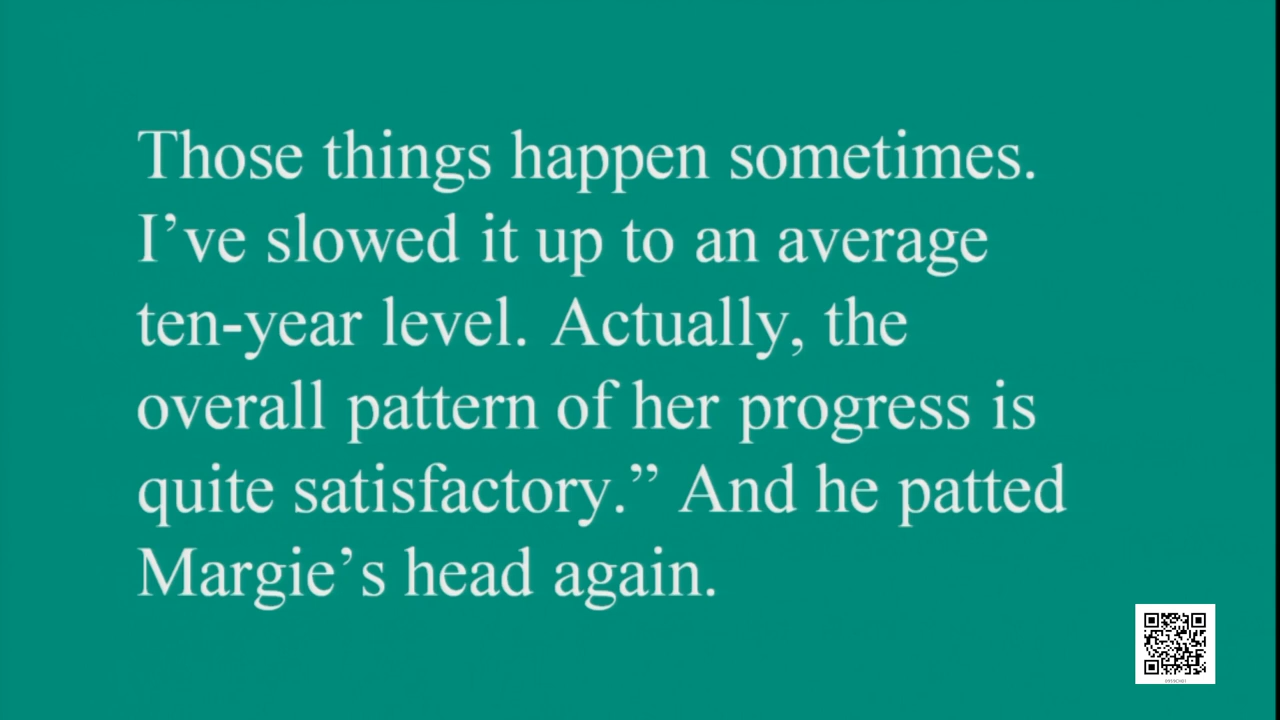 Those things happen sometimes.
I’ve slowed it up to an average
ten-year level. Actually, the
overall pattern of her progress is
quite satisfactory.” And he patted
Margie’s head again.